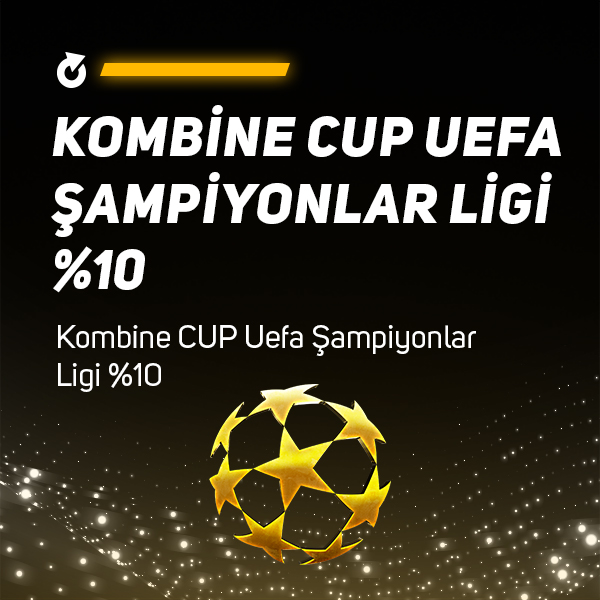 KOMBİNE CUP UEFA
ŞAMPİYONLAR LİGİ
%10
Kombine CUP Uefa Şampiyonlar
Ligi %10